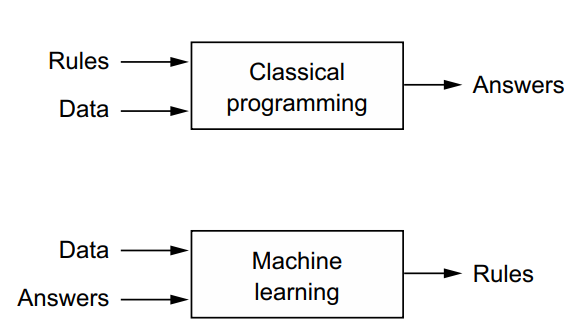 Rules
Data
Classical
programming
Answers
Data
Answers
Machine
learning
Rules